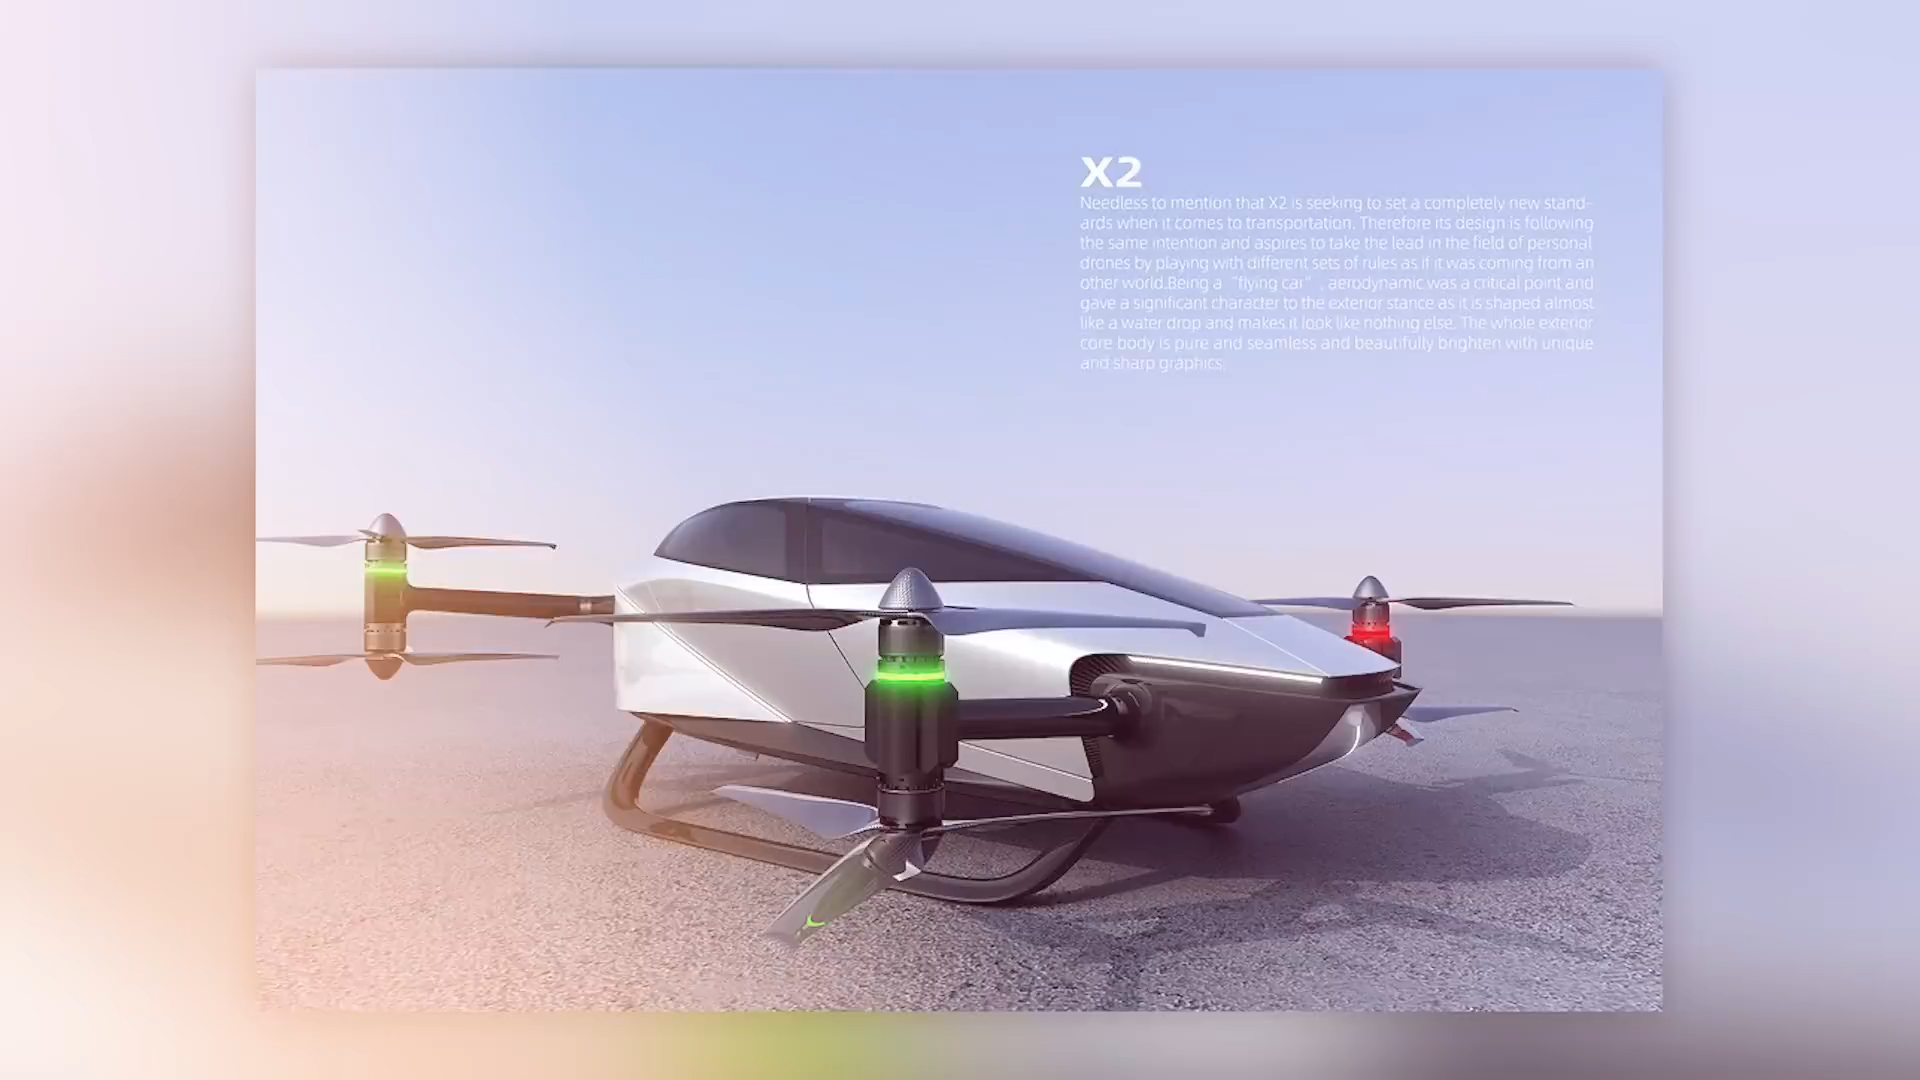 X2
Needless to mention that X2 is seeking to set a completely new stand-
ards when it comes to transportation. Therefore its design is following
the same intention and aspires to take the lead in the field of personal
drones by playing with different sets of rules as if it was coming from an
other world.Being a “flying car” , aerodynamic was a critical point and
gave a significant character to the exterior stance as it is shaped almost
like a water drop and makes it look like nothing else. The whole exterior
core body is pure and seamless and beautifully brighten with unique
and sharp graphics.